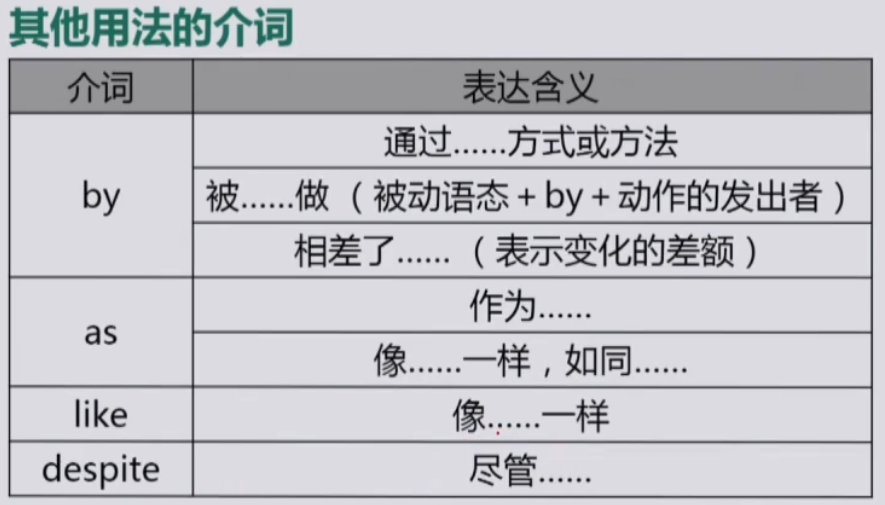 其他用法的介词
介词 表达含义
by
通过……方式或方法
被……做（被动语态+by+动作的发出者）
相差了……（表示变化的差额）
as
作为……
像……一样，如同……
like 像……一样
despite 尽管……